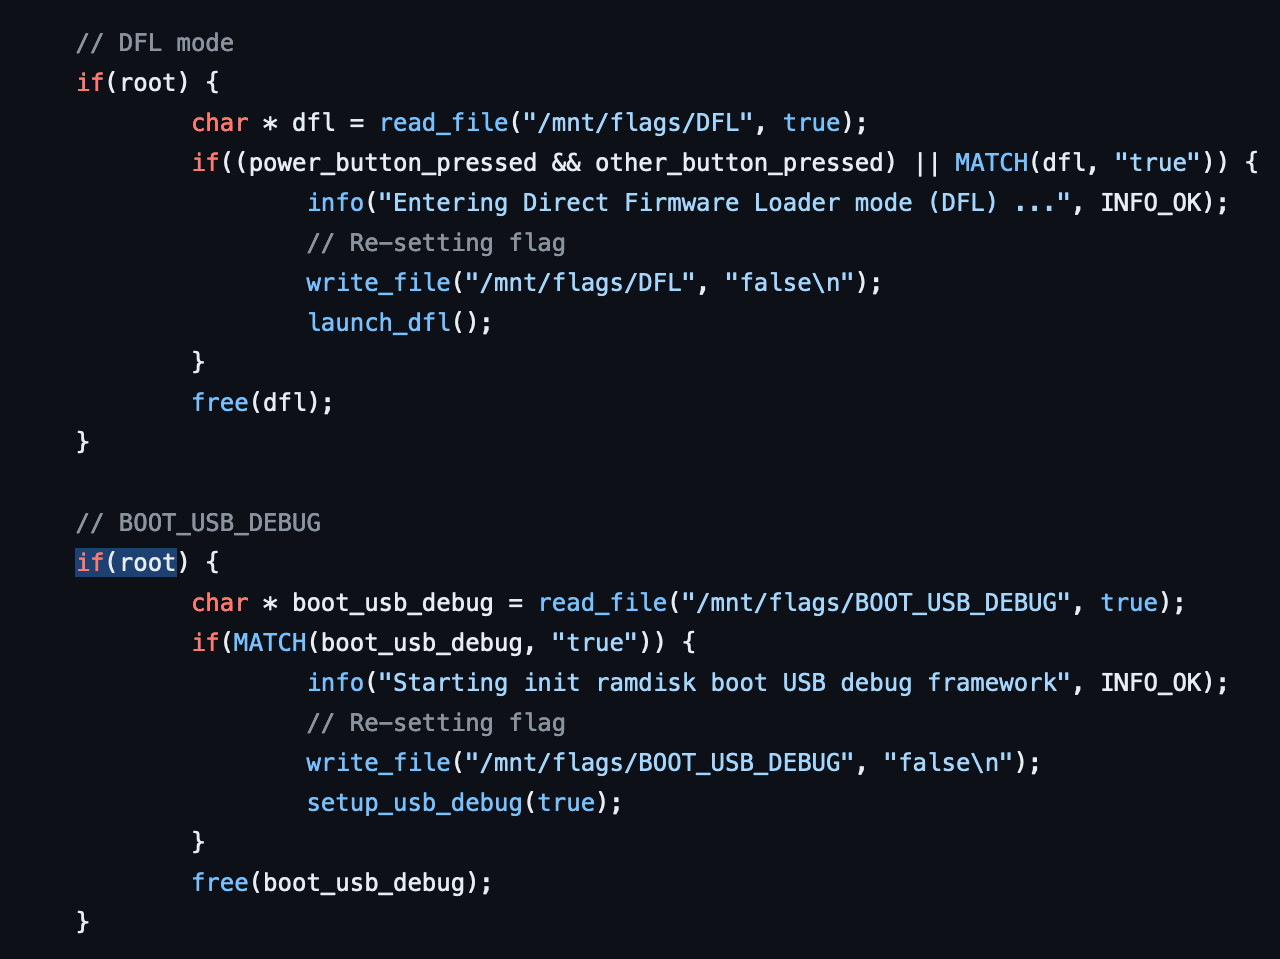 // DFL mode
if(root) {
char * dfl = read_file("/mnt/flags/DFL", true);
if((power_button_pressed && other_button_pressed) || MATCH(dfl, "true")) {
info("Entering Direct Firmware Loader mode (DFL) ...", INFO_OK);
// Re-setting flag
write_file("/mnt/flags/DFL", "false\n");
launch_dfl();
}
free(dfl);
}
// BOOT_USB_DEBUG
if(root) {
char * boot_usb_debug = read_file("/mnt/flags/BOOT_USB_DEBUG", true);
if(MATCH(boot_usb_debug, "true")) {
info("Starting init ramdisk boot USB debug framework", INFO_OK);
// Re-setting flag
write_file("/mnt/flags/BOOT_USB_DEBUG", "false\n");
setup_usb_debug(true);
}
free(boot_usb_debug);
}